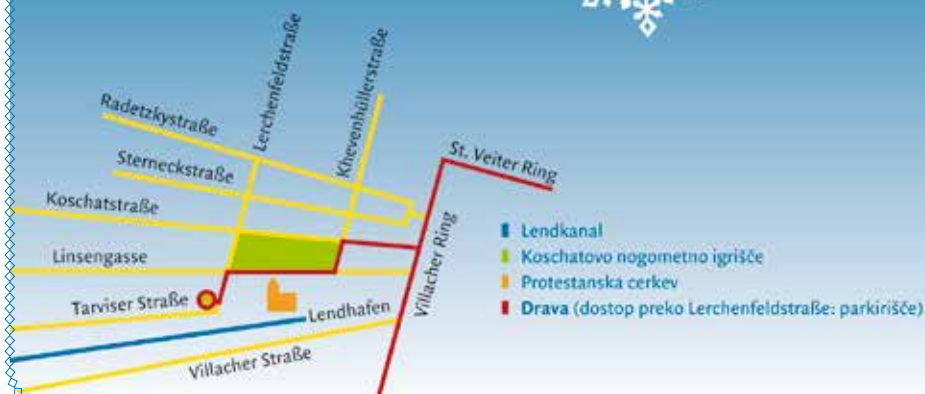 Lerchenfeldstraße
Khevenhüllerstraße
Radetzkystraße
Sterneckstraße
St. Veiter Ring
Koschatstraße
Villacher Ring
Linsengasse
Tarviser Straße
Lendhafen
Villacher Straße
Lendkanal
Koschatovo nogometno igrišče
Protestanska cerkev
Drava (dostop preko Lerchenfeldstraße: parkirišče)